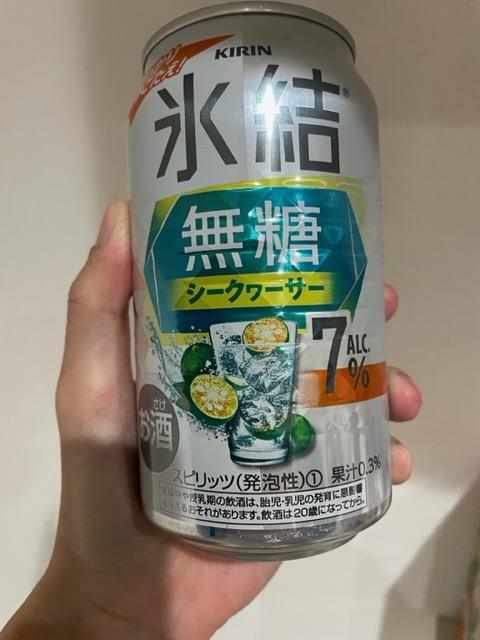 KIRIN
氷結®
無糖
シークヮーサー
7%
ALC.
さけ
お酒
スピリッツ(発泡性)① 果汁0.3%
妊娠中や授乳期の飲酒は、胎児・乳児の発育に悪影響
を与えるおそれがあります。飲酒は20歳になってから。